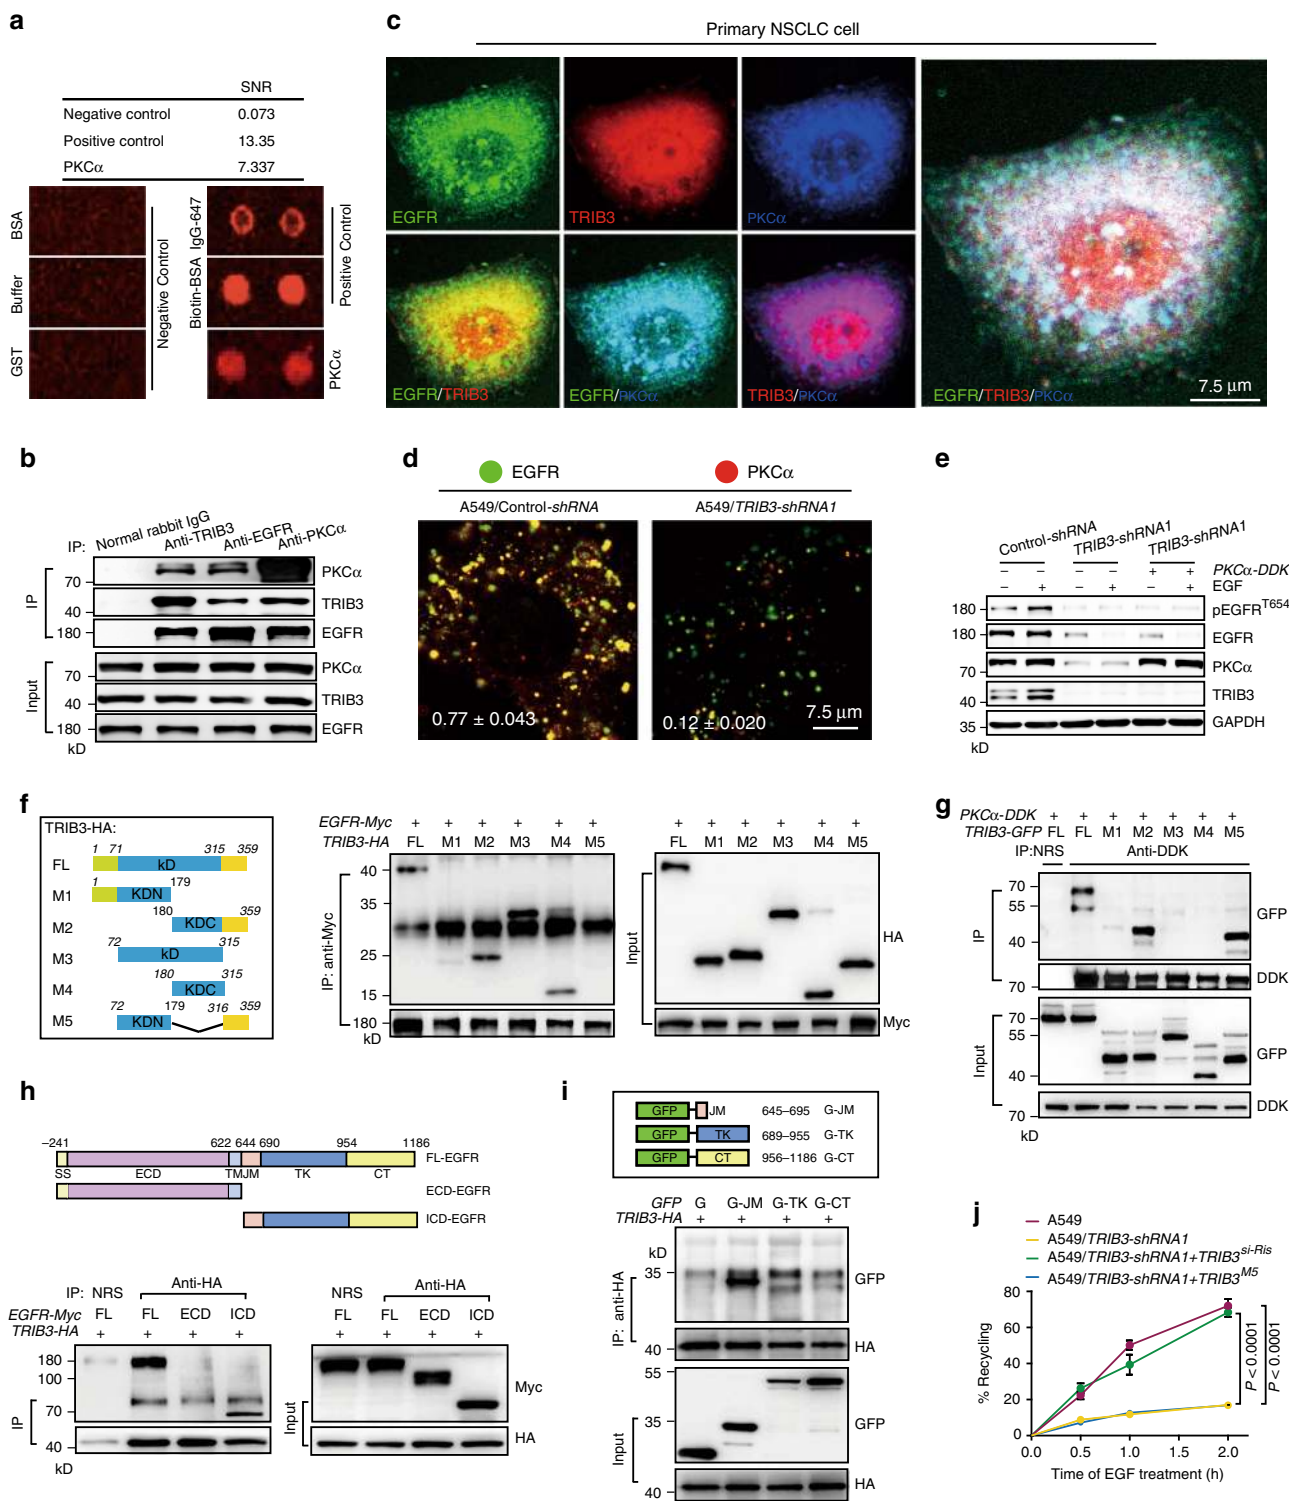 a
SNR
Negative control 0.073
Positive control 13.35
PKCα 7.337
BSA
Buffer
GST
Negative Control
IgG-647
Biotin-BSA
Positive Control
PKCα
c
Primary NSCLC cell
EGFR
TRIB3
PKCα
EGFR/TRIB3
EGFR/PKCα
TRIB3/PKCα
EGFR/TRIB3/PKCα
7.5 μm
b
IP: Normal rabbit IgG Anti-TRIB3 Anti-EGFR Anti-PKCα
IP
70 PKCα
40 TRIB3
180 EGFR
Input
70 PKCα
40 TRIB3
180 EGFR
kD
d
EGFR PKCα
A549/Control-shRNA A549/TRIB3-shRNA1
0.77 ± 0.043
0.12 ± 0.020
7.5 μm
e
Control-shRNA TRIB3-shRNA1 TRIB3-shRNA1
– – – – + + PKCα-DDK
– + – + – + EGF
180 pEGFR T654
180 EGFR
70 PKCα
40 TRIB3
35 GAPDH
kD
f
TRIB3-HA:
1 71 315 359
FL kD
1 179
M1 KDN
180 359
M2 KDC
72 315
M3 kD
180 315
M4 KDC
72 179 316 359
M5 KDN
EGFR-Myc + + + + + +
TRIB3-HA FL M1 M2 M3 M4 M5
IP: anti-Myc
40
35
25
15
180
kD
+ + + + + +
FL M1 M2 M3 M4 M5
Input
HA
Myc
g
PKCα-DDK + + + + + + +
TRIB3-GFP FL FL M1 M2 M3 M4 M5
IP:NRS Anti-DDK
IP
70
55
40
GFP
70 DDK
Input
70
55
40
GFP
70 DDK
kD
h
–241 622 644 690 954 1186
FL-EGFR
SS ECD TM JM TK CT
ECD-EGFR
ICD-EGFR
IP: NRS Anti-HA
EGFR-Myc FL FL ECD ICD
TRIB3-HA + + + +
180
100
70
IP
40
kD
NRS Anti-HA
FL FL ECD ICD
+ + + +
Input
Myc
HA
i
GFP JM 645–695 G-JM
GFP TK 689–955 G-TK
GFP CT 956–1186 G-CT
GFP G G-JM G-TK G-CT
TRIB3-HA + + + +
kD
IP: anti-HA
35 GFP
40 HA
Input
55
35
GFP
40 HA
j
A549
A549/TRIB3-shRNA1
A549/TRIB3-shRNA1+TRIB3 si-Ris
A549/TRIB3-shRNA1+TRIB3 M5
% Recycling
80
60
40
20
0
0.0 0.5 1.0 1.5 2.0
Time of EGF treatment (h)
P < 0.0001
P < 0.0001